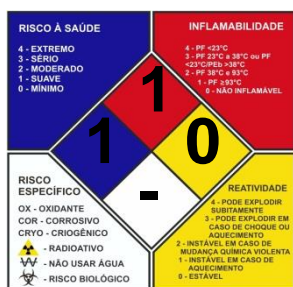 RISCO À SAÚDE
4 - EXTREMO
3 - SÉRIO
2 - MODERADO
1 - SUAVE
0 - MÍNIMO
INFLAMABILIDADE
4 - PF <23°C
3 - PF 23°C a 38°C ou PF
<23°C/PEb >38°C
2 - PF 38°C e 93°C
1 - PF ≥93°C
0 - NÃO INFLAMÁVEL
1
1
0
-
RISCO
ESPECÍFICO
OX - OXIDANTE
COR - CORROSIVO
CRYO - CRIOGÊNICO
- RADIOATIVO
W - NÃO USAR ÁGUA
- RISCO BIOLÓGICO
REATIVIDADE
4 - PODE EXPLODIR
SUBITAMENTE
3 - PODE EXPLODIR EM
CASO DE CHOQUE OU
AQUECIMENTO
2 - INSTÁVEL EM CASO DE
MUDANÇA QUÍMICA VIOLENTA
1 - INSTÁVEL EM CASO DE
AQUECIMENTO
0 - ESTÁVEL